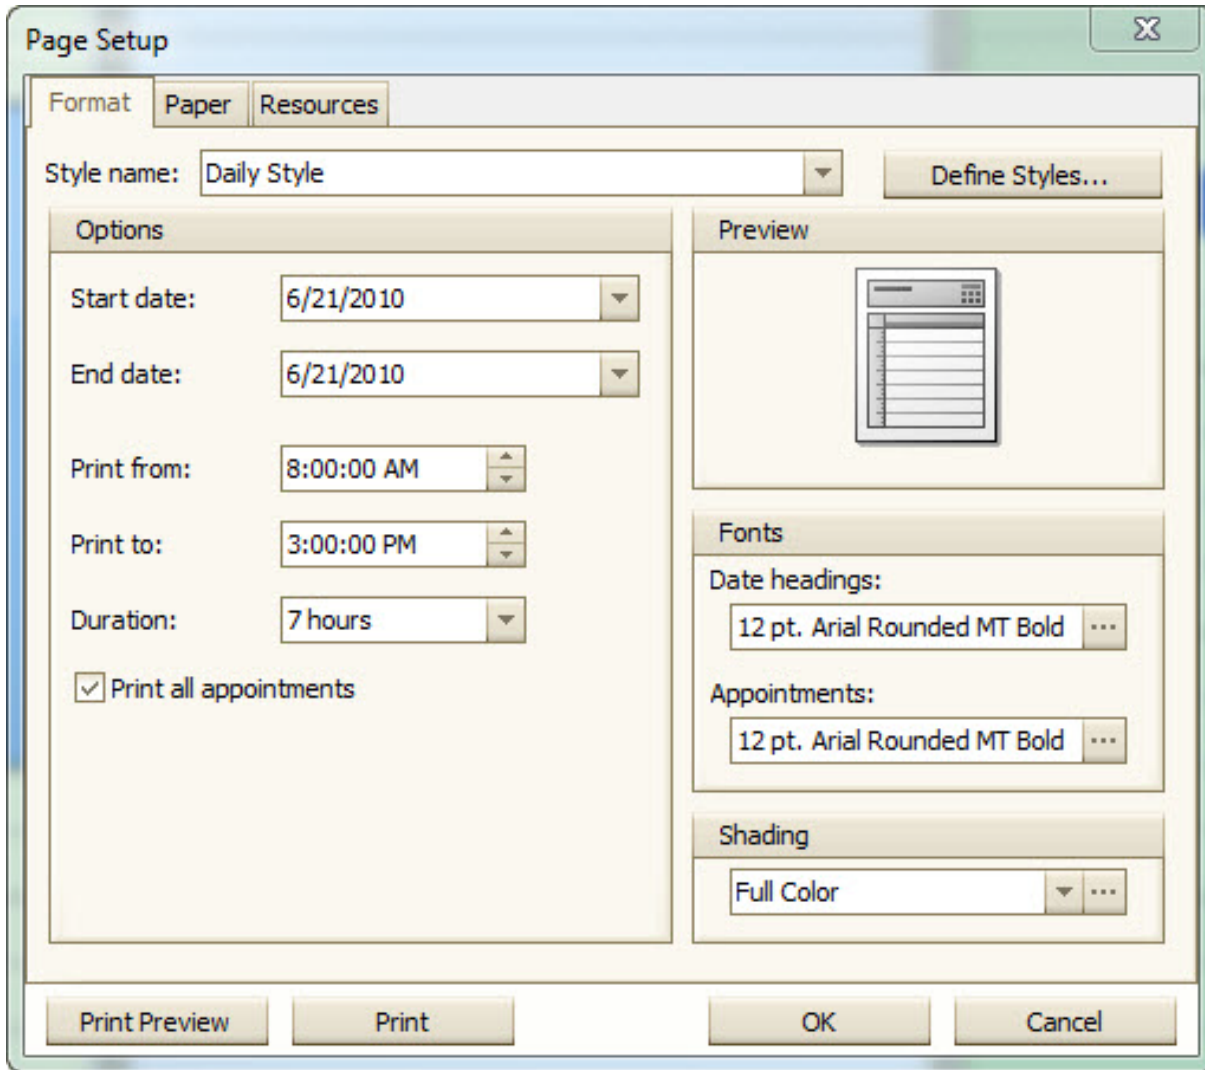 Page Setup
Format Paper Resources
Style name: Daily Style Define Styles...
Options
Start date: 6/21/2010
End date: 6/21/2010
Print from: 8:00:00 AM
Print to: 3:00:00 PM
Duration: 7 hours
Print all appointments
Preview
Fonts
Date headings:
12 pt. Arial Rounded MT Bold ...
Appointments:
12 pt. Arial Rounded MT Bold ...
Shading
Full Color ...
Print Preview Print OK Cancel